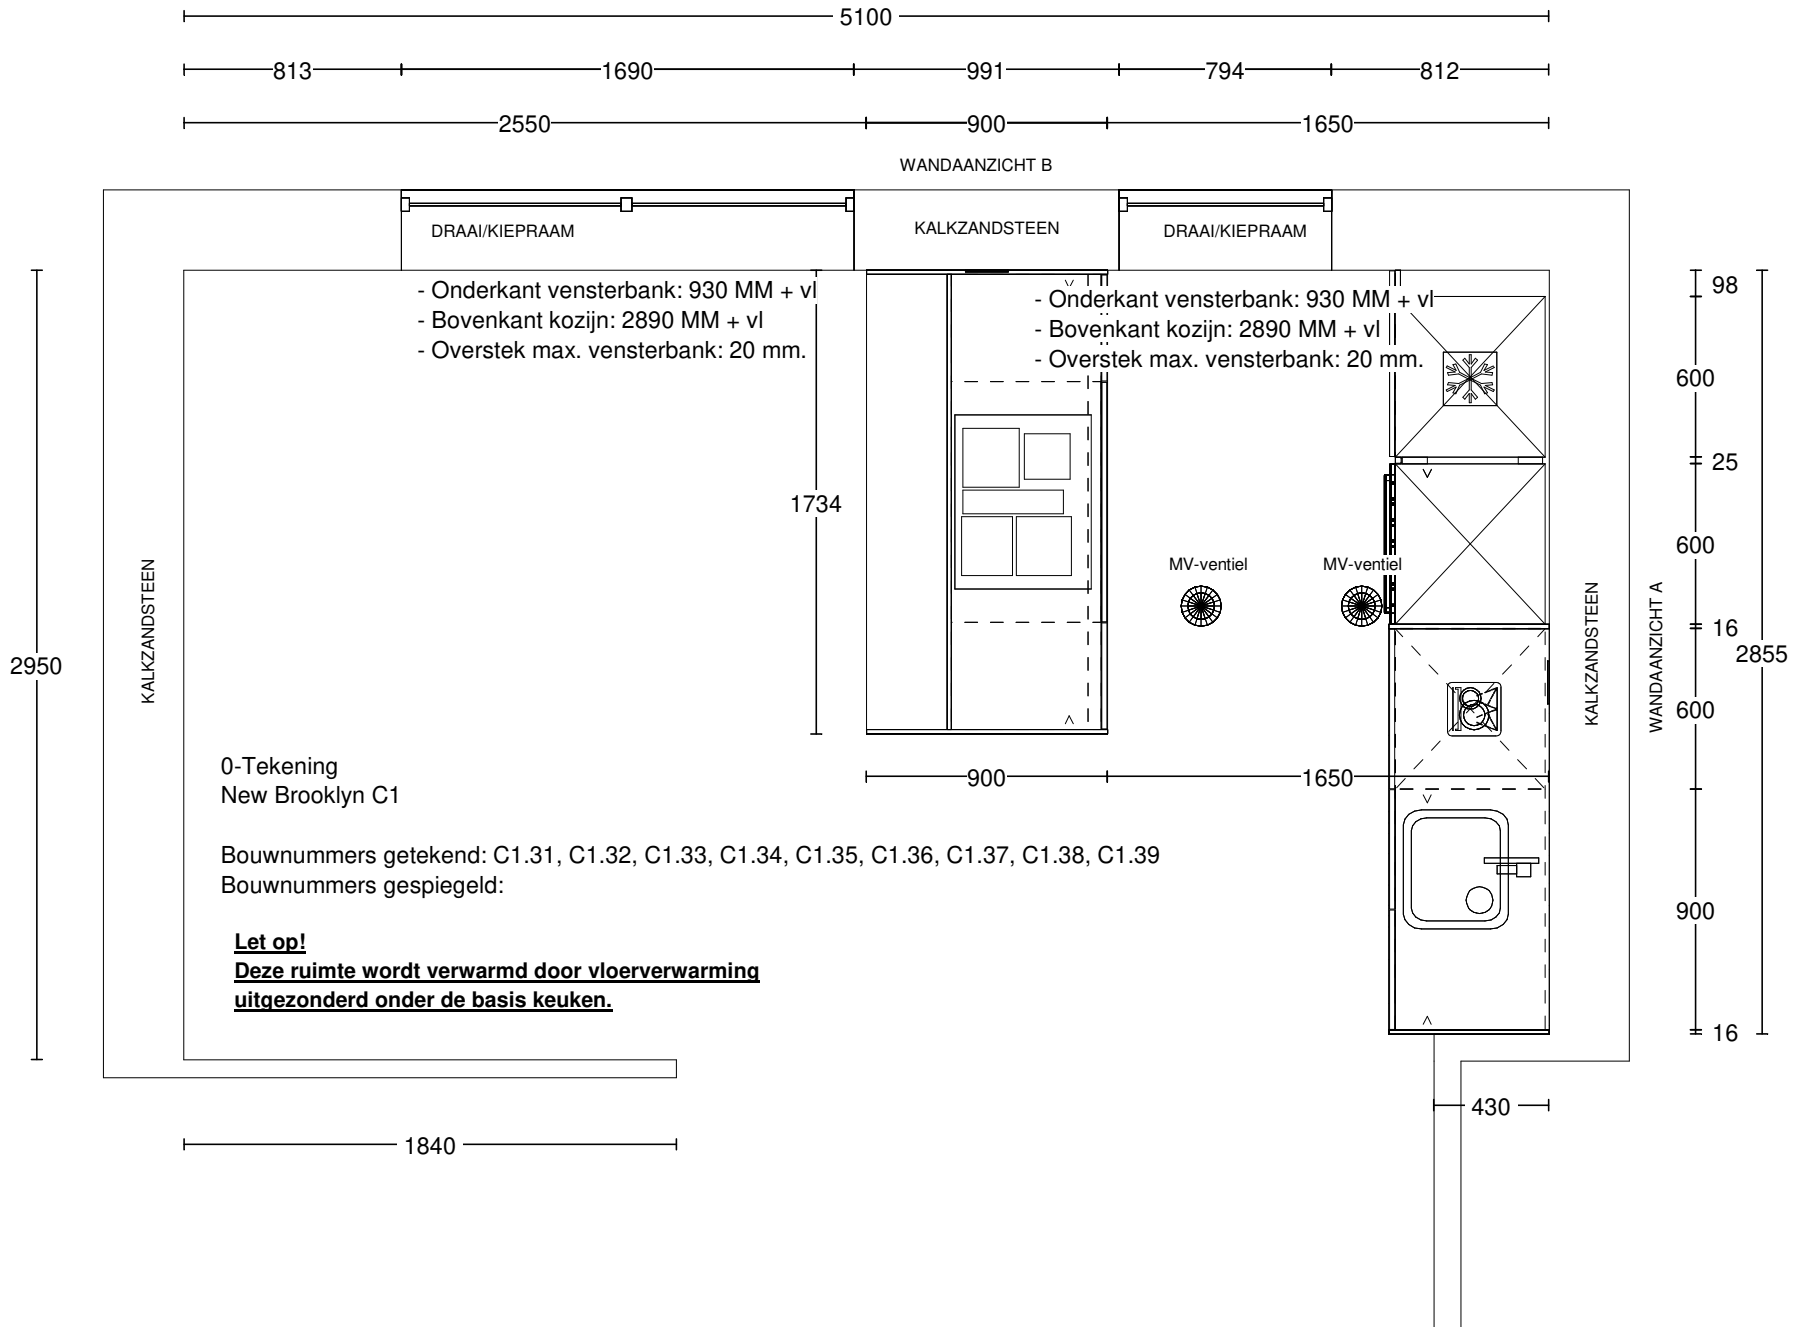 5100
813 1690 991 794 812
2550 900 1650
WANDAANZICHT B
DRAAI/KIEPRAAM
KALKZANDSTEEN
DRAAI/KIEPRAAM
- Onderkant vensterbank: 930 MM + vl
- Bovenkant kozijn: 2890 MM + vl
- Overstek max. vensterbank: 20 mm.
- Onderkant vensterbank: 930 MM + vl
- Bovenkant kozijn: 2890 MM + vl
- Overstek max. vensterbank: 20 mm.
98
600
25
600
16
600
900
16
2855
1734
2950
KALKZANDSTEEN
MV-ventiel
MV-ventiel
KALKZANDSTEEN
WANDAANZICHT A
900 1650
0-Tekening
New Brooklyn C1
Bouwnummers getekend: C1.31, C1.32, C1.33, C1.34, C1.35, C1.36, C1.37, C1.38, C1.39
Bouwnummers gespiegeld:
Let op!
Deze ruimte wordt verwarmd door vloerverwarming
uitgezonderd onder de basis keuken.
430
1840